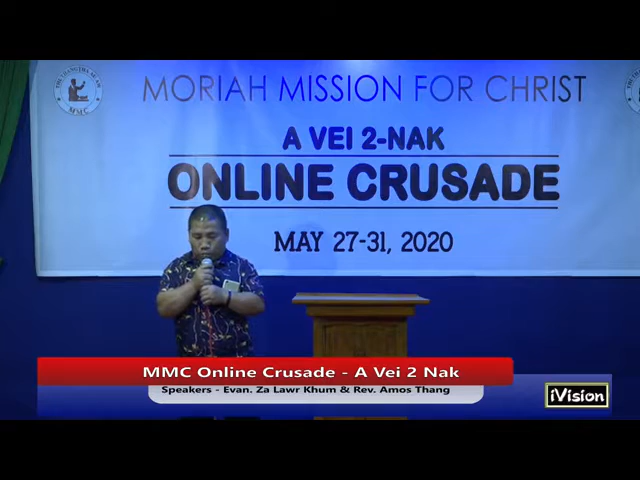 MORIAH MISSION FOR CHRIST
MMC
A VEI 2-NAK
ONLINE CRUSADE
MAY 27-31, 2020
MMC Online Crusade - A Vei 2 Nak
Speakers - Evan. Za Lawr Khum & Rev. Amos Thang
iVision